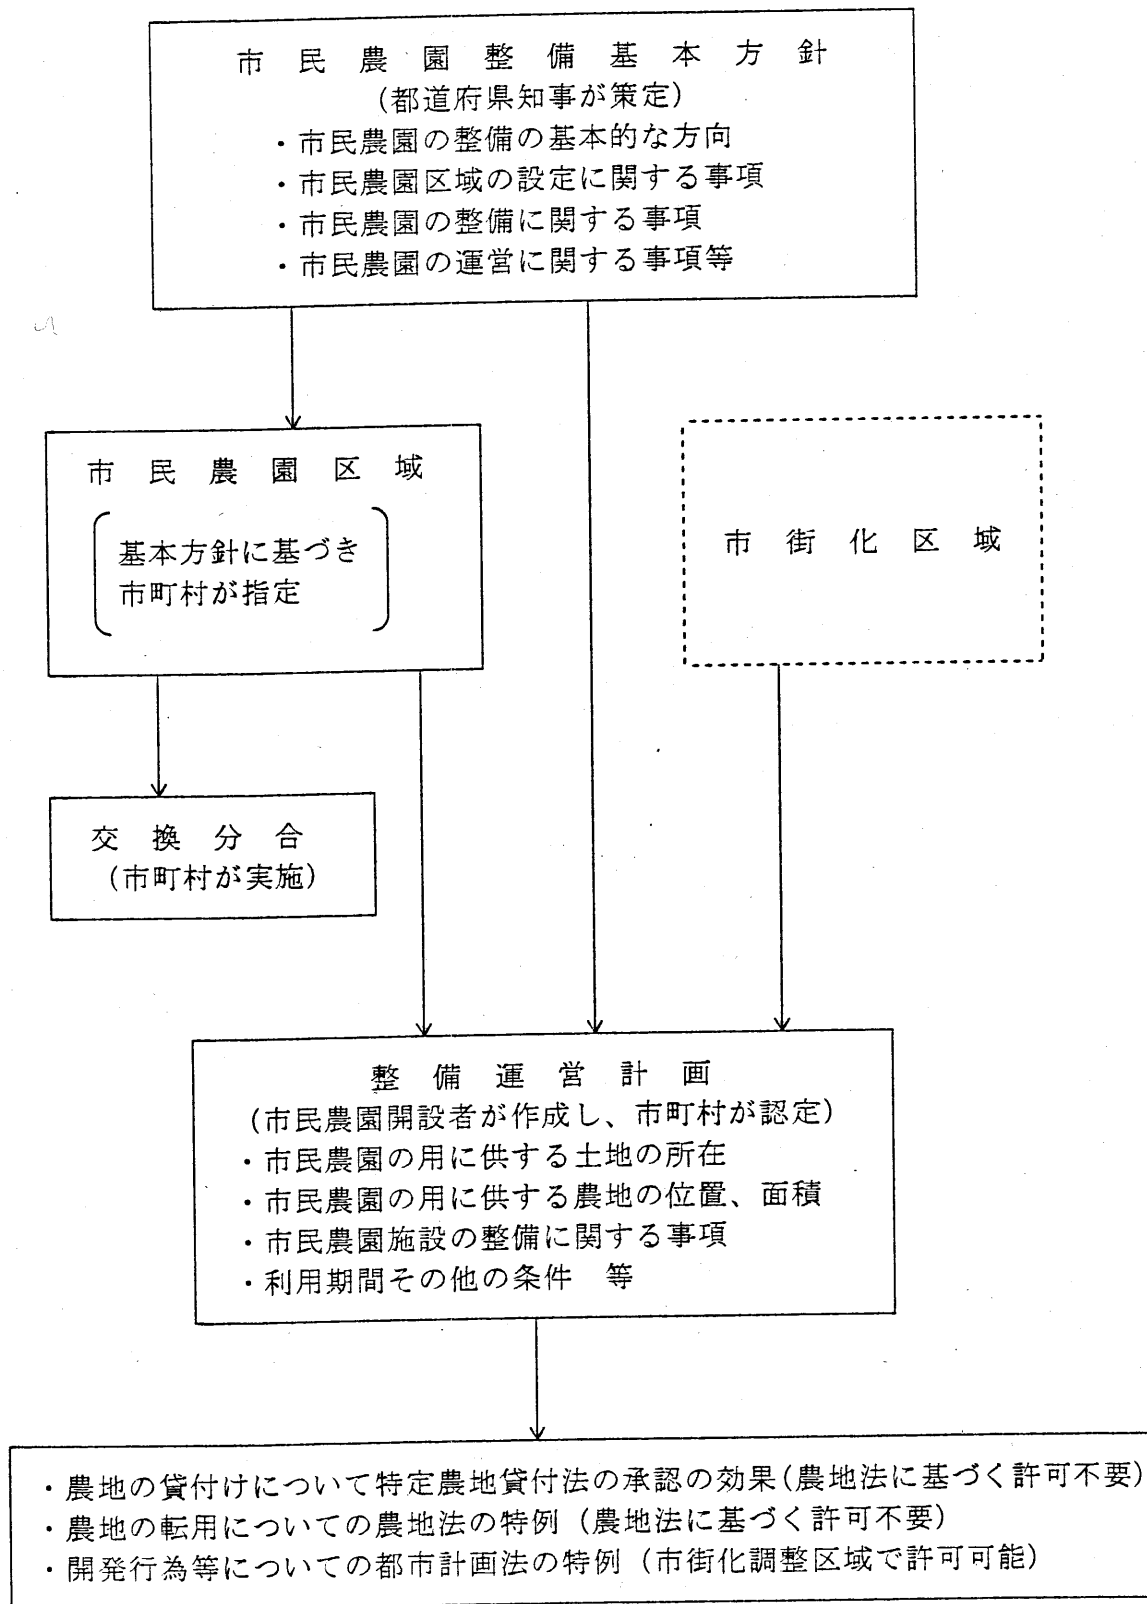 市民農園整備基本方針
(都道府県知事が策定)
・市民農園の整備の基本的な方向
・市民農園区域の設定に関する事項
・市民農園の整備に関する事項
・市民農園の運営に関する事項等
市民農園区域
基本方針に基づき
市町村が指定
市街化区域
交換分合
(市町村が実施)
整備運営計画
(市民農園開設者が作成し、市町村が認定)
・市民農園の用に供する土地の所在
・市民農園の用に供する農地の位置、面積
・市民農園施設の整備に関する事項
・利用期間その他の条件 等
・農地の貸付けについて特定農地貸付法の承認の効果(農地法に基づく許可不要)
・農地の転用についての農地法の特例(農地法に基づく許可不要)
・開発行為等についての都市計画法の特例(市街化調整区域で許可可能)